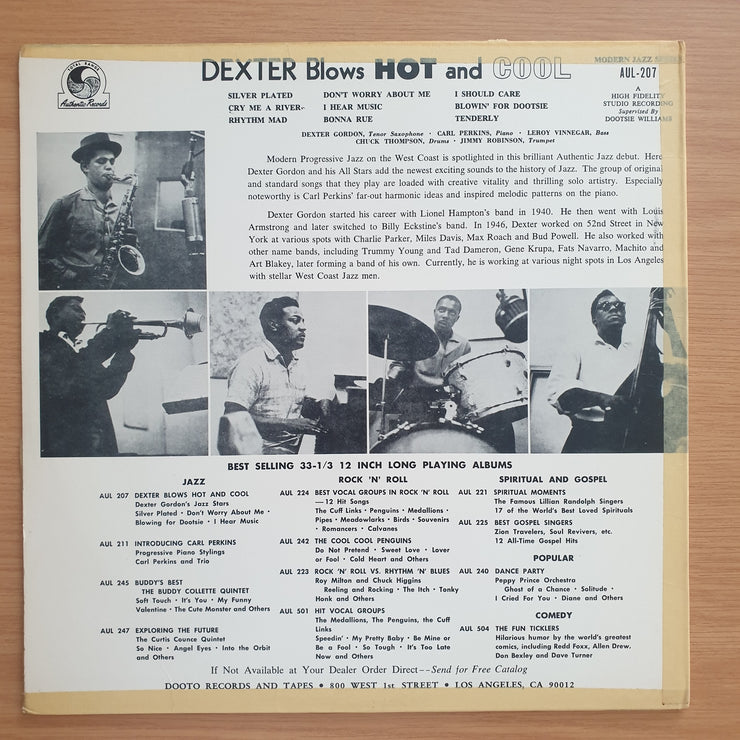 TOTAL RANGE
Authentic Records
DEXTER Blows HOT and COOL
MODERN JAZZ
AUL-207
A
HIGH FIDELITY
STUDIO RECORDING
Supervised By
DOOTSIE WILLIAMS
SILVER PLATED
CRY ME A RIVER
RHYTHM MAD
DON'T WORRY ABOUT ME
I HEAR MUSIC
BONNA RUE
I SHOULD CARE
BLOWIN' FOR DOOTSIE
TENDERLY
DEXTER GORDON, Tenor Saxophone · CARL PERKINS, Piano · LEROY VINNEGAR, Bass
CHUCK THOMPSON, Drums · JIMMY ROBINSON, Trumpet
Modern Progressive Jazz on the West Coast is spotlighted in this brilliant Authentic Jazz debut. Here
Dexter Gordon and his All Stars add the newest exciting sounds to the history of Jazz. The group of original
and standard songs that they play are loaded with creative vitality and thrilling solo artistry. Especially
noteworthy is Carl Perkins' far-out harmonic ideas and inspired melodic patterns on the piano.
Dexter Gordon started his career with Lionel Hampton's band in 1940. He then went with Louis
Armstrong and later switched to Billy Eckstine's band. In 1946, Dexter worked on 52nd Street in New
York at various spots with Charlie Parker, Miles Davis, Max Roach and Bud Powell. He also worked with
other name bands, including Trummy Young and Tad Dameron, Gene Krupa, Fats Navarro, Machito and
Art Blakey, later forming a band of his own. Currently, he is working at various night spots in Los Angeles
with stellar West Coast Jazz men.
BEST SELLING 33-1/3 12 INCH LONG PLAYING ALBUMS
JAZZ
AUL 207 DEXTER BLOWS HOT AND COOL
Dexter Gordon's Jazz Stars
Silver Plated · Don't Worry About Me ·
Blowing for Dootsie · I Hear Music
AUL 211 INTRODUCING CARL PERKINS
Progressive Piano Stylings
Carl Perkins and Trio
AUL 245 BUDDY'S BEST
THE BUDDY COLLETTE QUINTET
Soft Touch · It's You · My Funny
Valentine · The Cute Monster and Others
AUL 247 EXPLORING THE FUTURE
The Curtis Counce Quintet
So Nice · Angel Eyes · Into the Orbit
and Others
ROCK 'N' ROLL
AUL 224 BEST VOCAL GROUPS IN ROCK 'N' ROLL
—12 Hit Songs
The Cuff Links · Penguins · Medallions ·
Pipes · Meadowlarks · Birds · Souvenirs
· Romancers · Calvanes
AUL 242 THE COOL COOL PENGUINS
Do Not Pretend · Sweet Love · Lover
or Fool · Cold Heart and Others
AUL 223 ROCK 'N' ROLL VS. RHYTHM 'N' BLUES
Roy Milton and Chuck Higgins
Reeling and Rocking · The Itch · Tonky
Honk and Others
AUL 501 HIT VOCAL GROUPS
The Medallions, The Penguins, the Cuff
Links
Speedin' · My Pretty Baby · Be Mine or
Be a Fool · So Tough · It's Too Late
Now and Others
SPIRITUAL AND GOSPEL
AUL 221 SPIRITUAL MOMENTS
The Famous Lillian Randolph Singers
17 of the World's Best Loved Spirituals
AUL 225 BEST GOSPEL SINGERS
Zion Travelers, Soul Revivers, etc.
12 All-Time Gospel Hits
POPULAR
AUL 240 DANCE PARTY
Peppy Prince Orchestra
Ghost of a Chance · Solitude ·
I Cried For You · Diane and Others
COMEDY
AUL 504 THE FUN TICKLERS
Hilarious humor by the world's greatest
comics, including Redd Foxx, Allen Drew,
Don Bexley and Dave Turner
If Not Available at Your Dealer Order Direct--Send for Free Catalog
DOOTO RECORDS AND TAPES • 800 WEST 1st STREET • LOS ANGELES, CA 90012